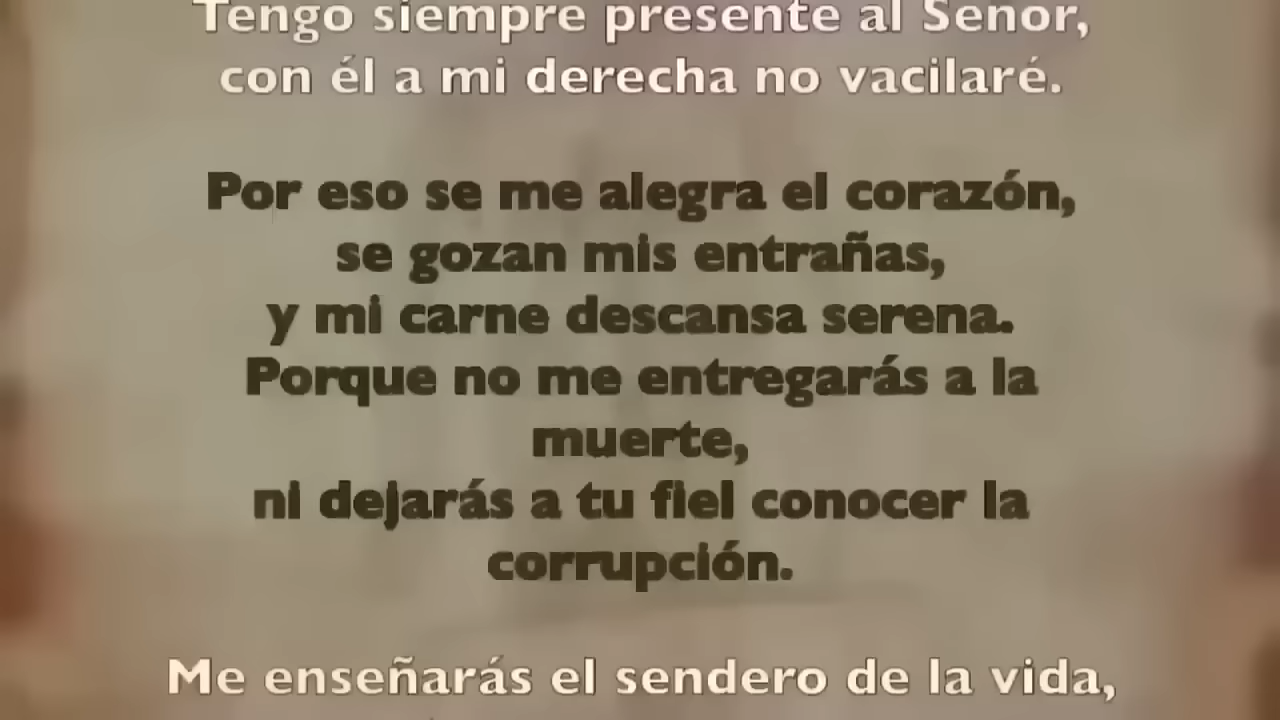 Tengo siempre presente al Señor,
con él a mi derecha no vacilaré.
Por eso se me alegra el corazón,
se gozan mis entrañas,
y mi carne descansa serena.
Porque no me entregarás a la
muerte,
ni dejarás a tu fiel conocer la
corrupción.
Me enseñarás el sendero de la vida,